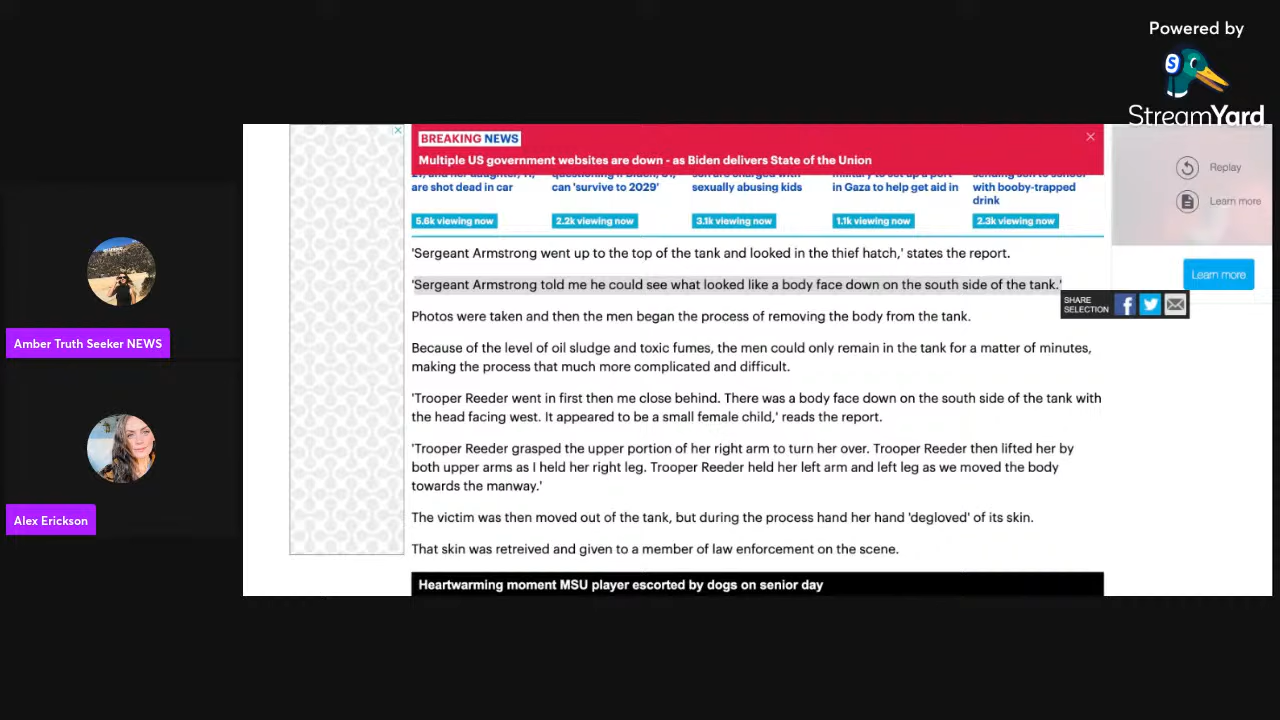 Powered by
StreamYard
BREAKING NEWS
Multiple US government websites are down - as Biden delivers State of the Union
are shot dead in car
can 'survive to 2029'
sexually abusing kids
in Gaza to help get aid in
with booby-trapped
drink
5.6k viewing now
2.2k viewing now
3.1k viewing now
1.1k viewing now
2.3k viewing now
Replay
Learn more
Learn more
'Sergeant Armstrong went up to the top of the tank and looked in the thief hatch,' states the report.
'Sergeant Armstrong told me he could see what looked like a body face down on the south side of the tank.'
SHARE
SELECTION
Photos were taken and then the men began the process of removing the body from the tank.
Because of the level of oil sludge and toxic fumes, the men could only remain in the tank for a matter of minutes,
making the process that much more complicated and difficult.
'Trooper Reeder went in first then me close behind. There was a body face down on the south side of the tank with
the head facing west. It appeared to be a small female child,' reads the report.
'Trooper Reeder grasped the upper portion of her right arm to turn her over. Trooper Reeder then lifted her by
both upper arms as I held her right leg. Trooper Reeder held her left arm and left leg as we moved the body
towards the manway.'
The victim was then moved out of the tank, but during the process hand her hand 'degloved' of its skin.
That skin was retreived and given to a member of law enforcement on the scene.
Heartwarming moment MSU player escorted by dogs on senior day
Amber Truth Seeker NEWS
Alex Erickson